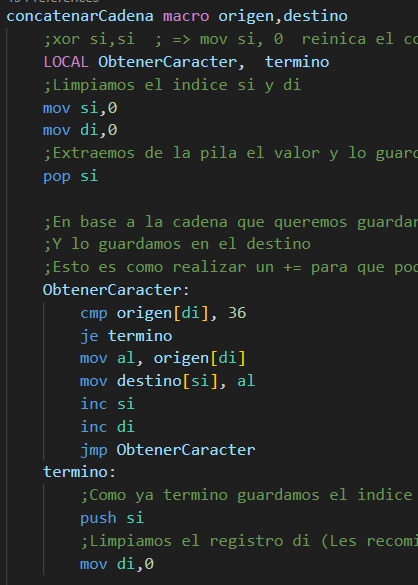 concatenarCadena macro origen,destino
;xor si,si ; => mov si, 0 reinica el
LOCAL ObtenerCaracter, termino
;Limpiamos el indice si y di
mov si,0
mov di,0
;Extraemos de la pila el valor y lo
pop si
;En base a la cadena que queremos guardar
;Y lo guardamos en el destino
;Esto es como realizar un += para que
ObtenerCaracter:
cmp origen[di], 36
je termino
mov al, origen[di]
mov destino[si], al
inc si
inc di
jmp ObtenerCaracter
termino:
;Como ya termino guardamos el indice
push si
;Limpiamos el registro di (Les
mov di,0